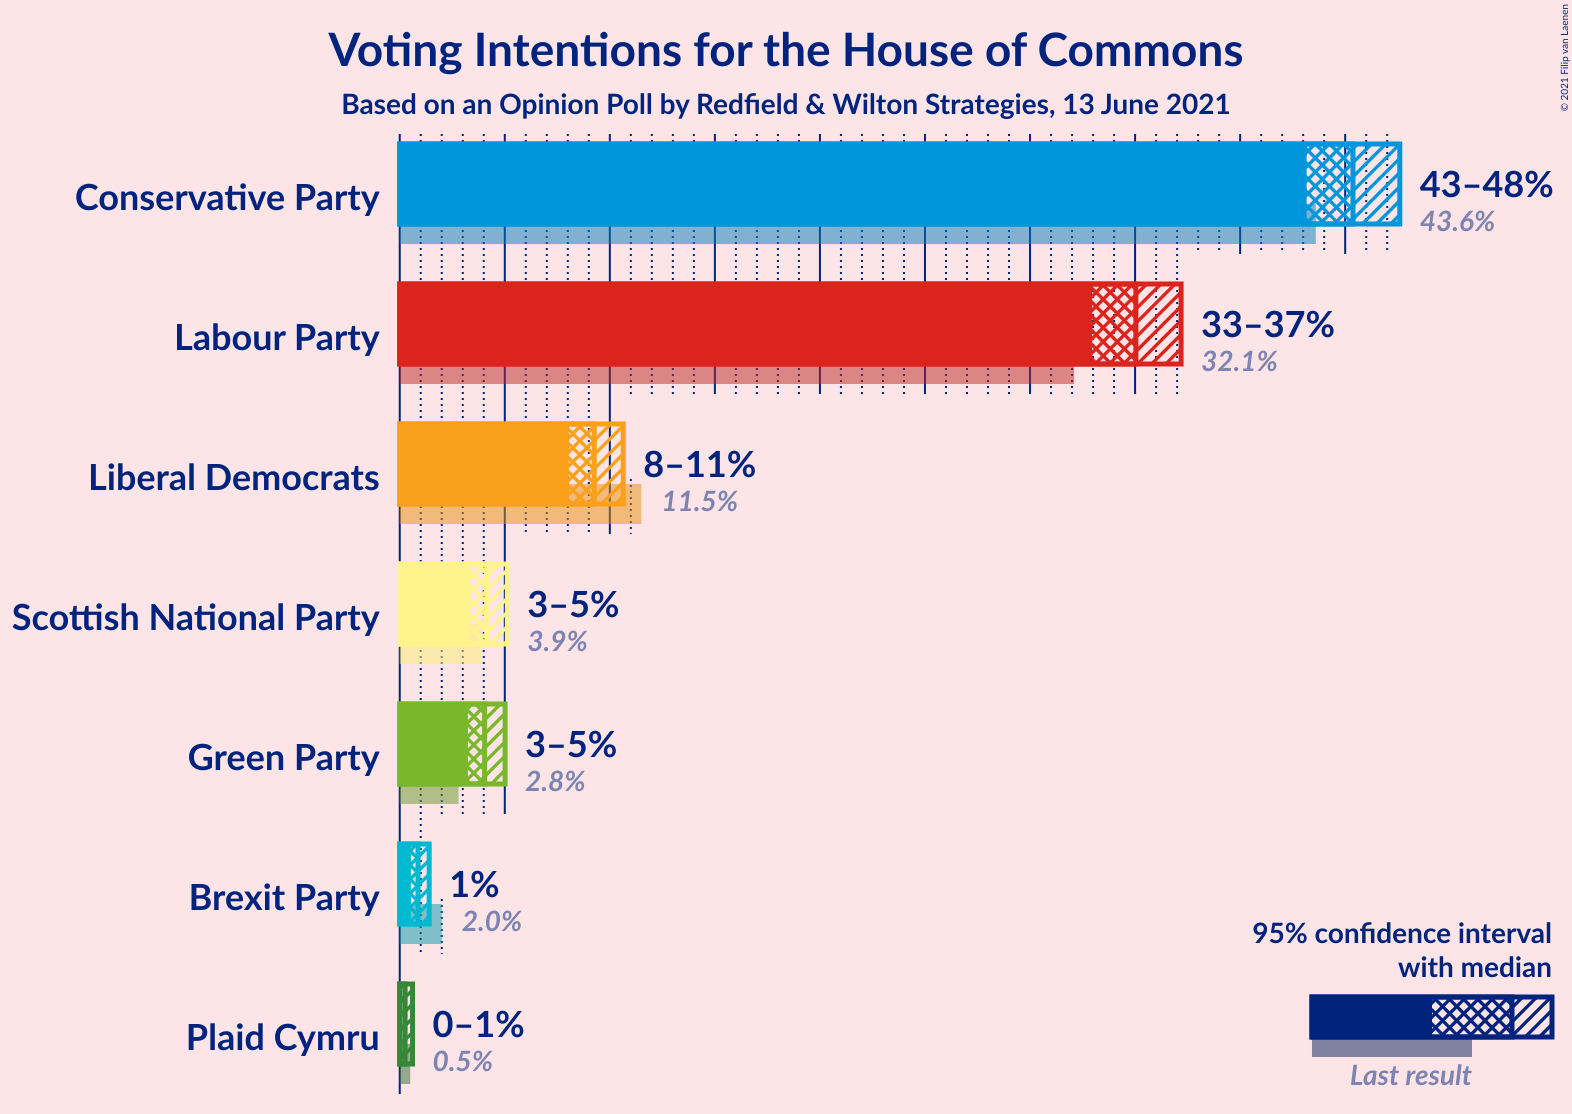 Voting Intentions for the House of Commons
Based on an Opinion Poll by Redfield & Wilton Strategies, 13 June 2021
© 2021 Filip van Laenen
Conservative Party
43–48%
43.6%
Labour Party
33–37%
32.1%
Liberal Democrats
8–11%
11.5%
Scottish National Party
3–5%
3.9%
Green Party
3–5%
2.8%
Brexit Party
1%
2.0%
Plaid Cymru
0–1%
0.5%
95% confidence interval
with median
Last result